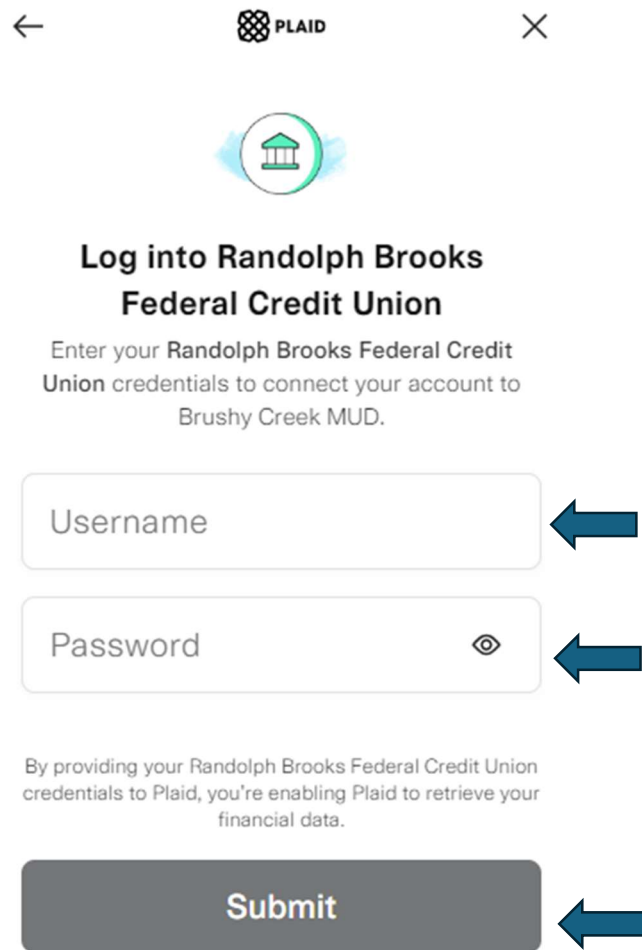 PLAID
Log into Randolph Brooks
Federal Credit Union
Enter your Randolph Brooks Federal Credit
Union credentials to connect your account to
Brushy Creek MUD.
Username
Password
By providing your Randolph Brooks Federal Credit Union
credentials to Plaid, you're enabling Plaid to retrieve your
financial data.
Submit